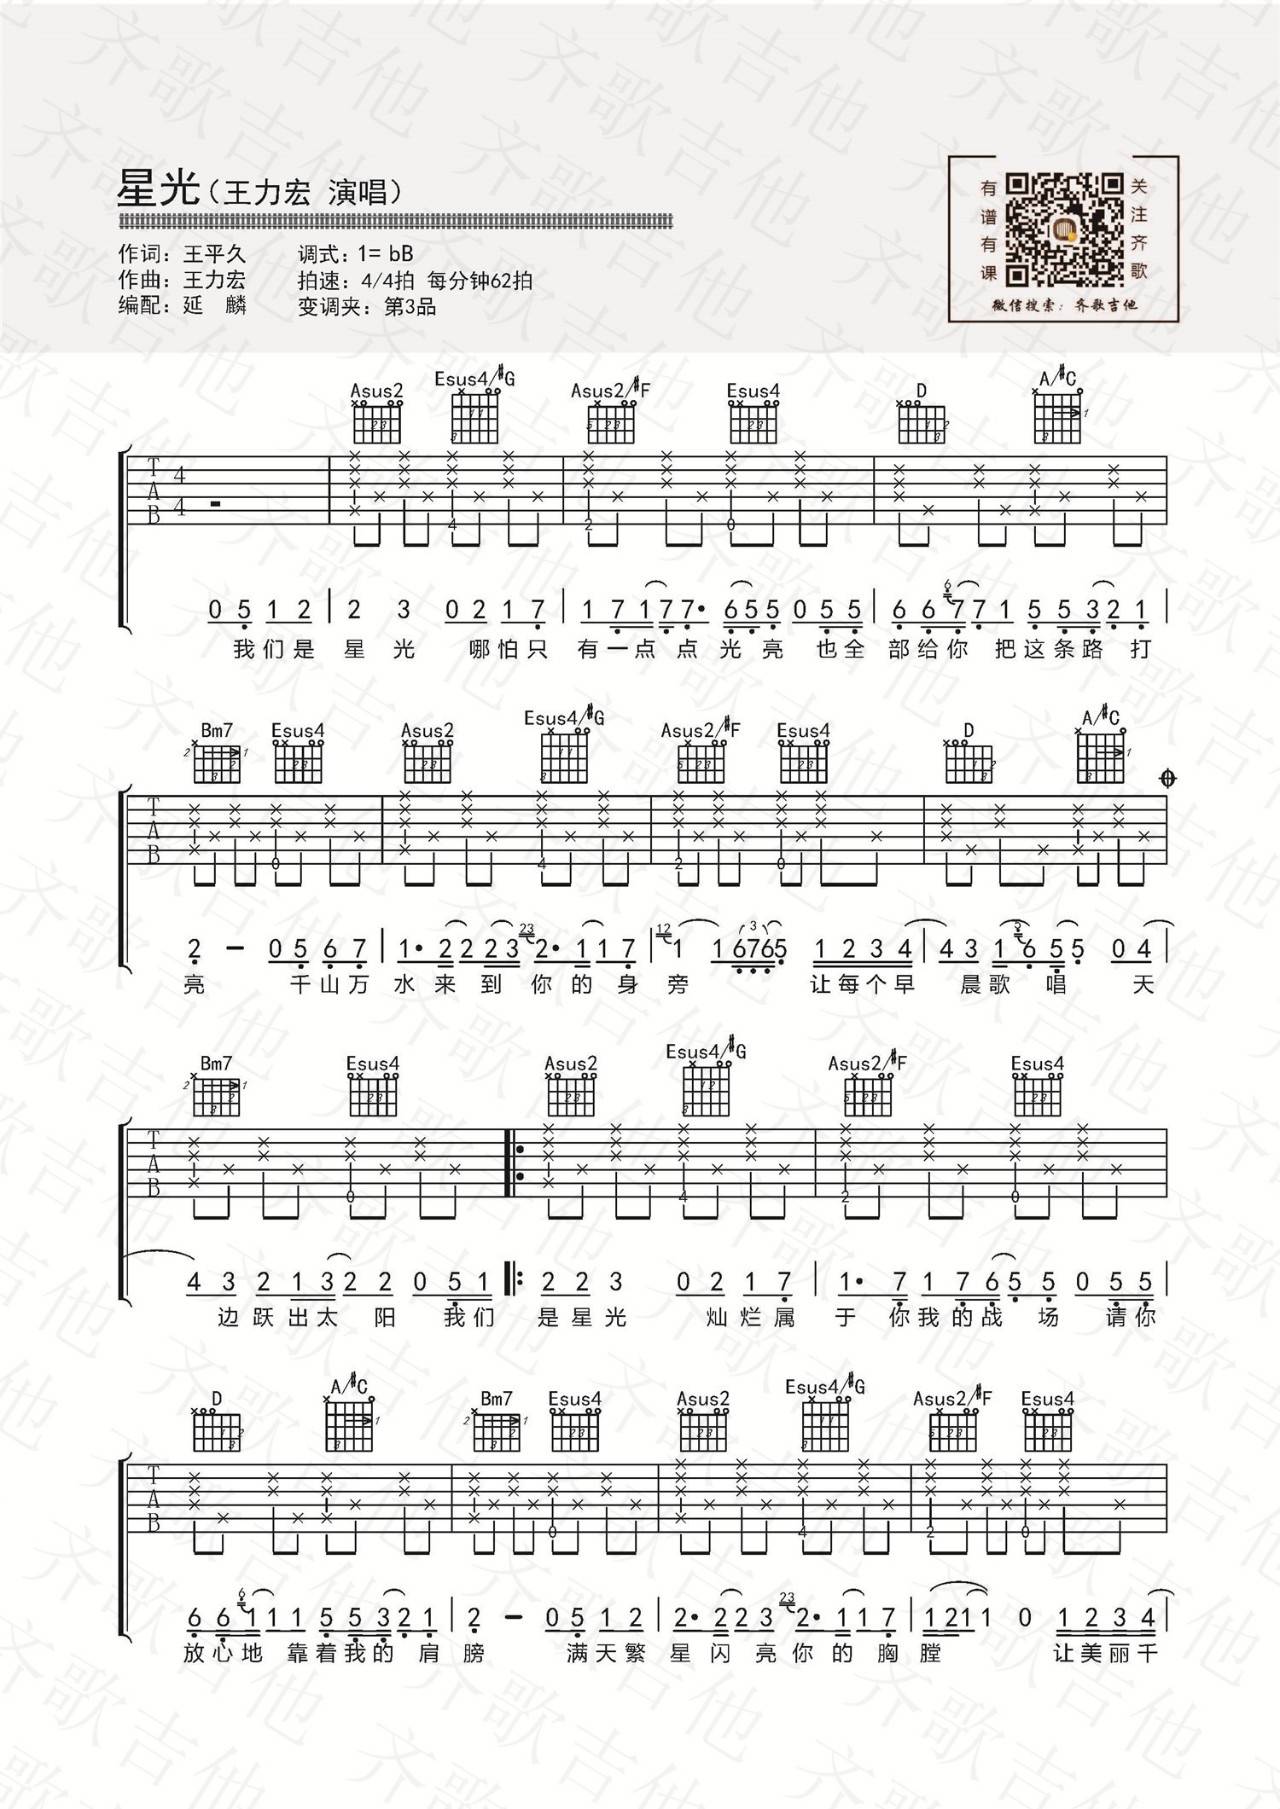 星光(王力宏 演唱)
作词：王平久 调式：1= bB
作曲：王力宏 拍速：4/4拍 每分钟62拍
编配：延 麟 变调夹：第3品
有谱有课
关注齐歌
微信搜索：齐歌吉他
Asus2 Esus4/#G Asus2/#F Esus4 D A/#C
T A B 4 4
4 2 0
0 5 1 2 | 2 3 0 2 1 7 | 1 7 1 7 7· 6 5 5 0 5 5 | 6 6 7 7 1 5 5 3 2 1 |
我们是 星 光 哪怕只 有一点 点 光 亮 也全 部给你 把这条路 打
Bm7 Esus4 Asus2 Esus4/#G Asus2/#F Esus4 D A/#C
T A B
0 4 2 0
2 － 0 5 6 7 | 1· 2 2 2 3 2· 1 1 7 | 1 1 6 7 6 5 1 2 3 4 | 4 3 1 6 5 5 0 4 |
亮 千山万 水 来 到 你 的 身 旁 让每个早 晨歌 唱 天
Bm7 Esus4 Asus2 Esus4/#G Asus2/#F Esus4
T A B
0 4 2 0
4 3 2 1 3 2 2 0 5 1 |: 2 2 3 0 2 1 7 | 1· 7 1 7 6 5 5 0 5 5 |
边跃出太 阳 我们 是星光 灿烂属 于 你我的战 场 请你
D A/#C Bm7 Esus4 Asus2 Esus4/#G Asus2/#F Esus4
T A B
0 4 2 0
6 6 1 1 1 5 5 3 2 1 | 2 － 0 5 1 2 | 2· 2 2 3 2· 1 1 7 | 1 2 1 1 0 1 2 3 4 |
放心地 靠着我的 肩 膀 满天繁 星 闪 亮 你 的 胸 膛 让美丽千